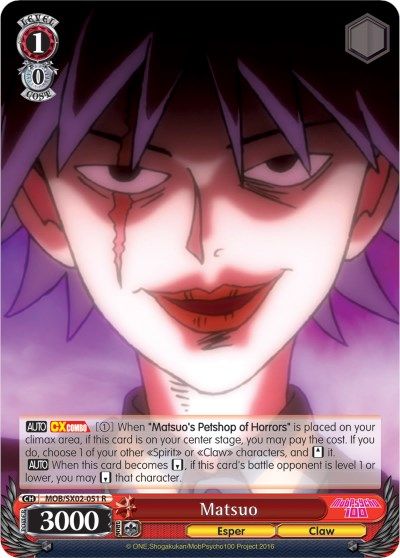 LEVEL
1
0
COST
AUTO CX COMBO [①] When "Matsuo's Petshop of Horrors" is placed on your
climax area, if this card is on your center stage, you may pay the cost. If you
do, choose 1 of your other «Spirit» or «Claw» characters, and it.
AUTO When this card becomes, if this card's battle opponent is level 1 or
lower, you may that character.
CH MOB/SX02-051 R
3000
Matsuo
MobPsycho
100
Esper
Claw
© ONE,Shogakukan/MobPsycho100 Project 2016